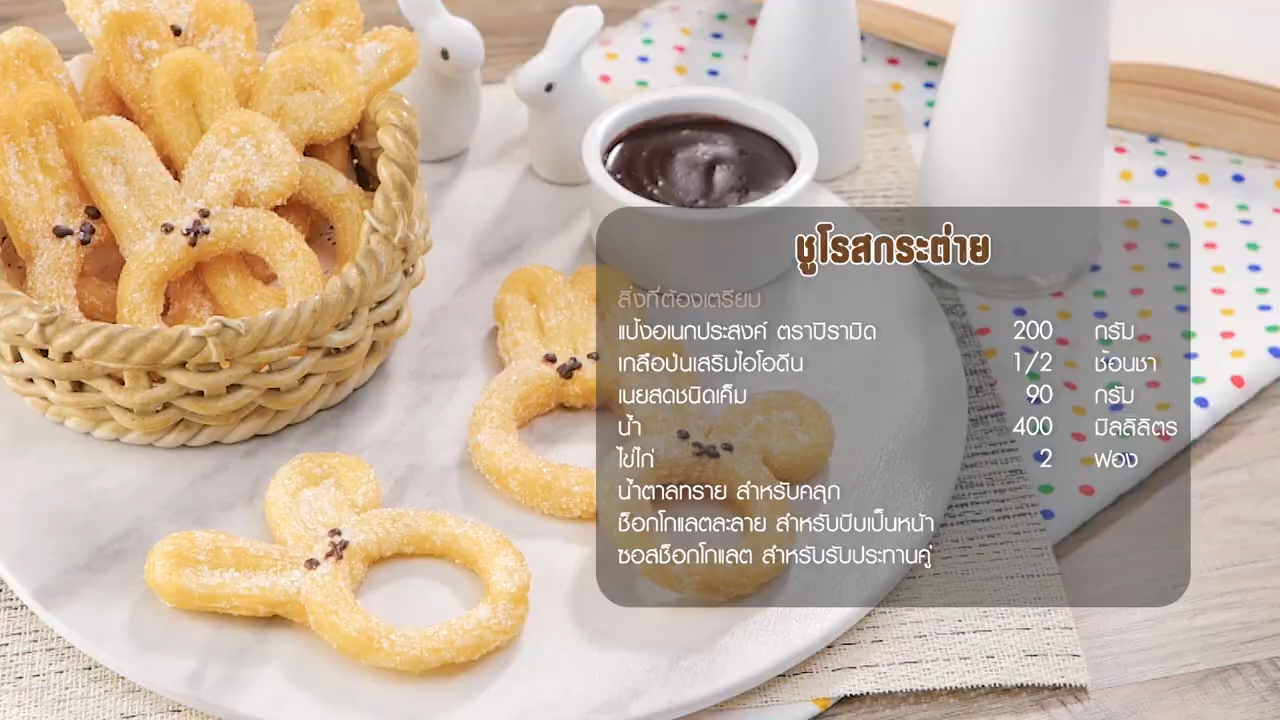 ชูโรสกระต่าย
สิ่งที่ต้องเตรียม
แป้งอเนกประสงค์ ตราปิรามิด 200 กรัม
เกลือป่นเสริมไอโอดีน 1/2 ช้อนชา
เนยสดชนิดเค็ม 90 กรัม
น้ำ 400 มิลลิลิตร
ไข่ไก่ 2 ฟอง
น้ำตาลทราย สำหรับคลุก
ช็อกโกแลตละลาย สำหรับบีบเป็นหน้า
ซอสช็อกโกแลต สำหรับรับประทานคู่